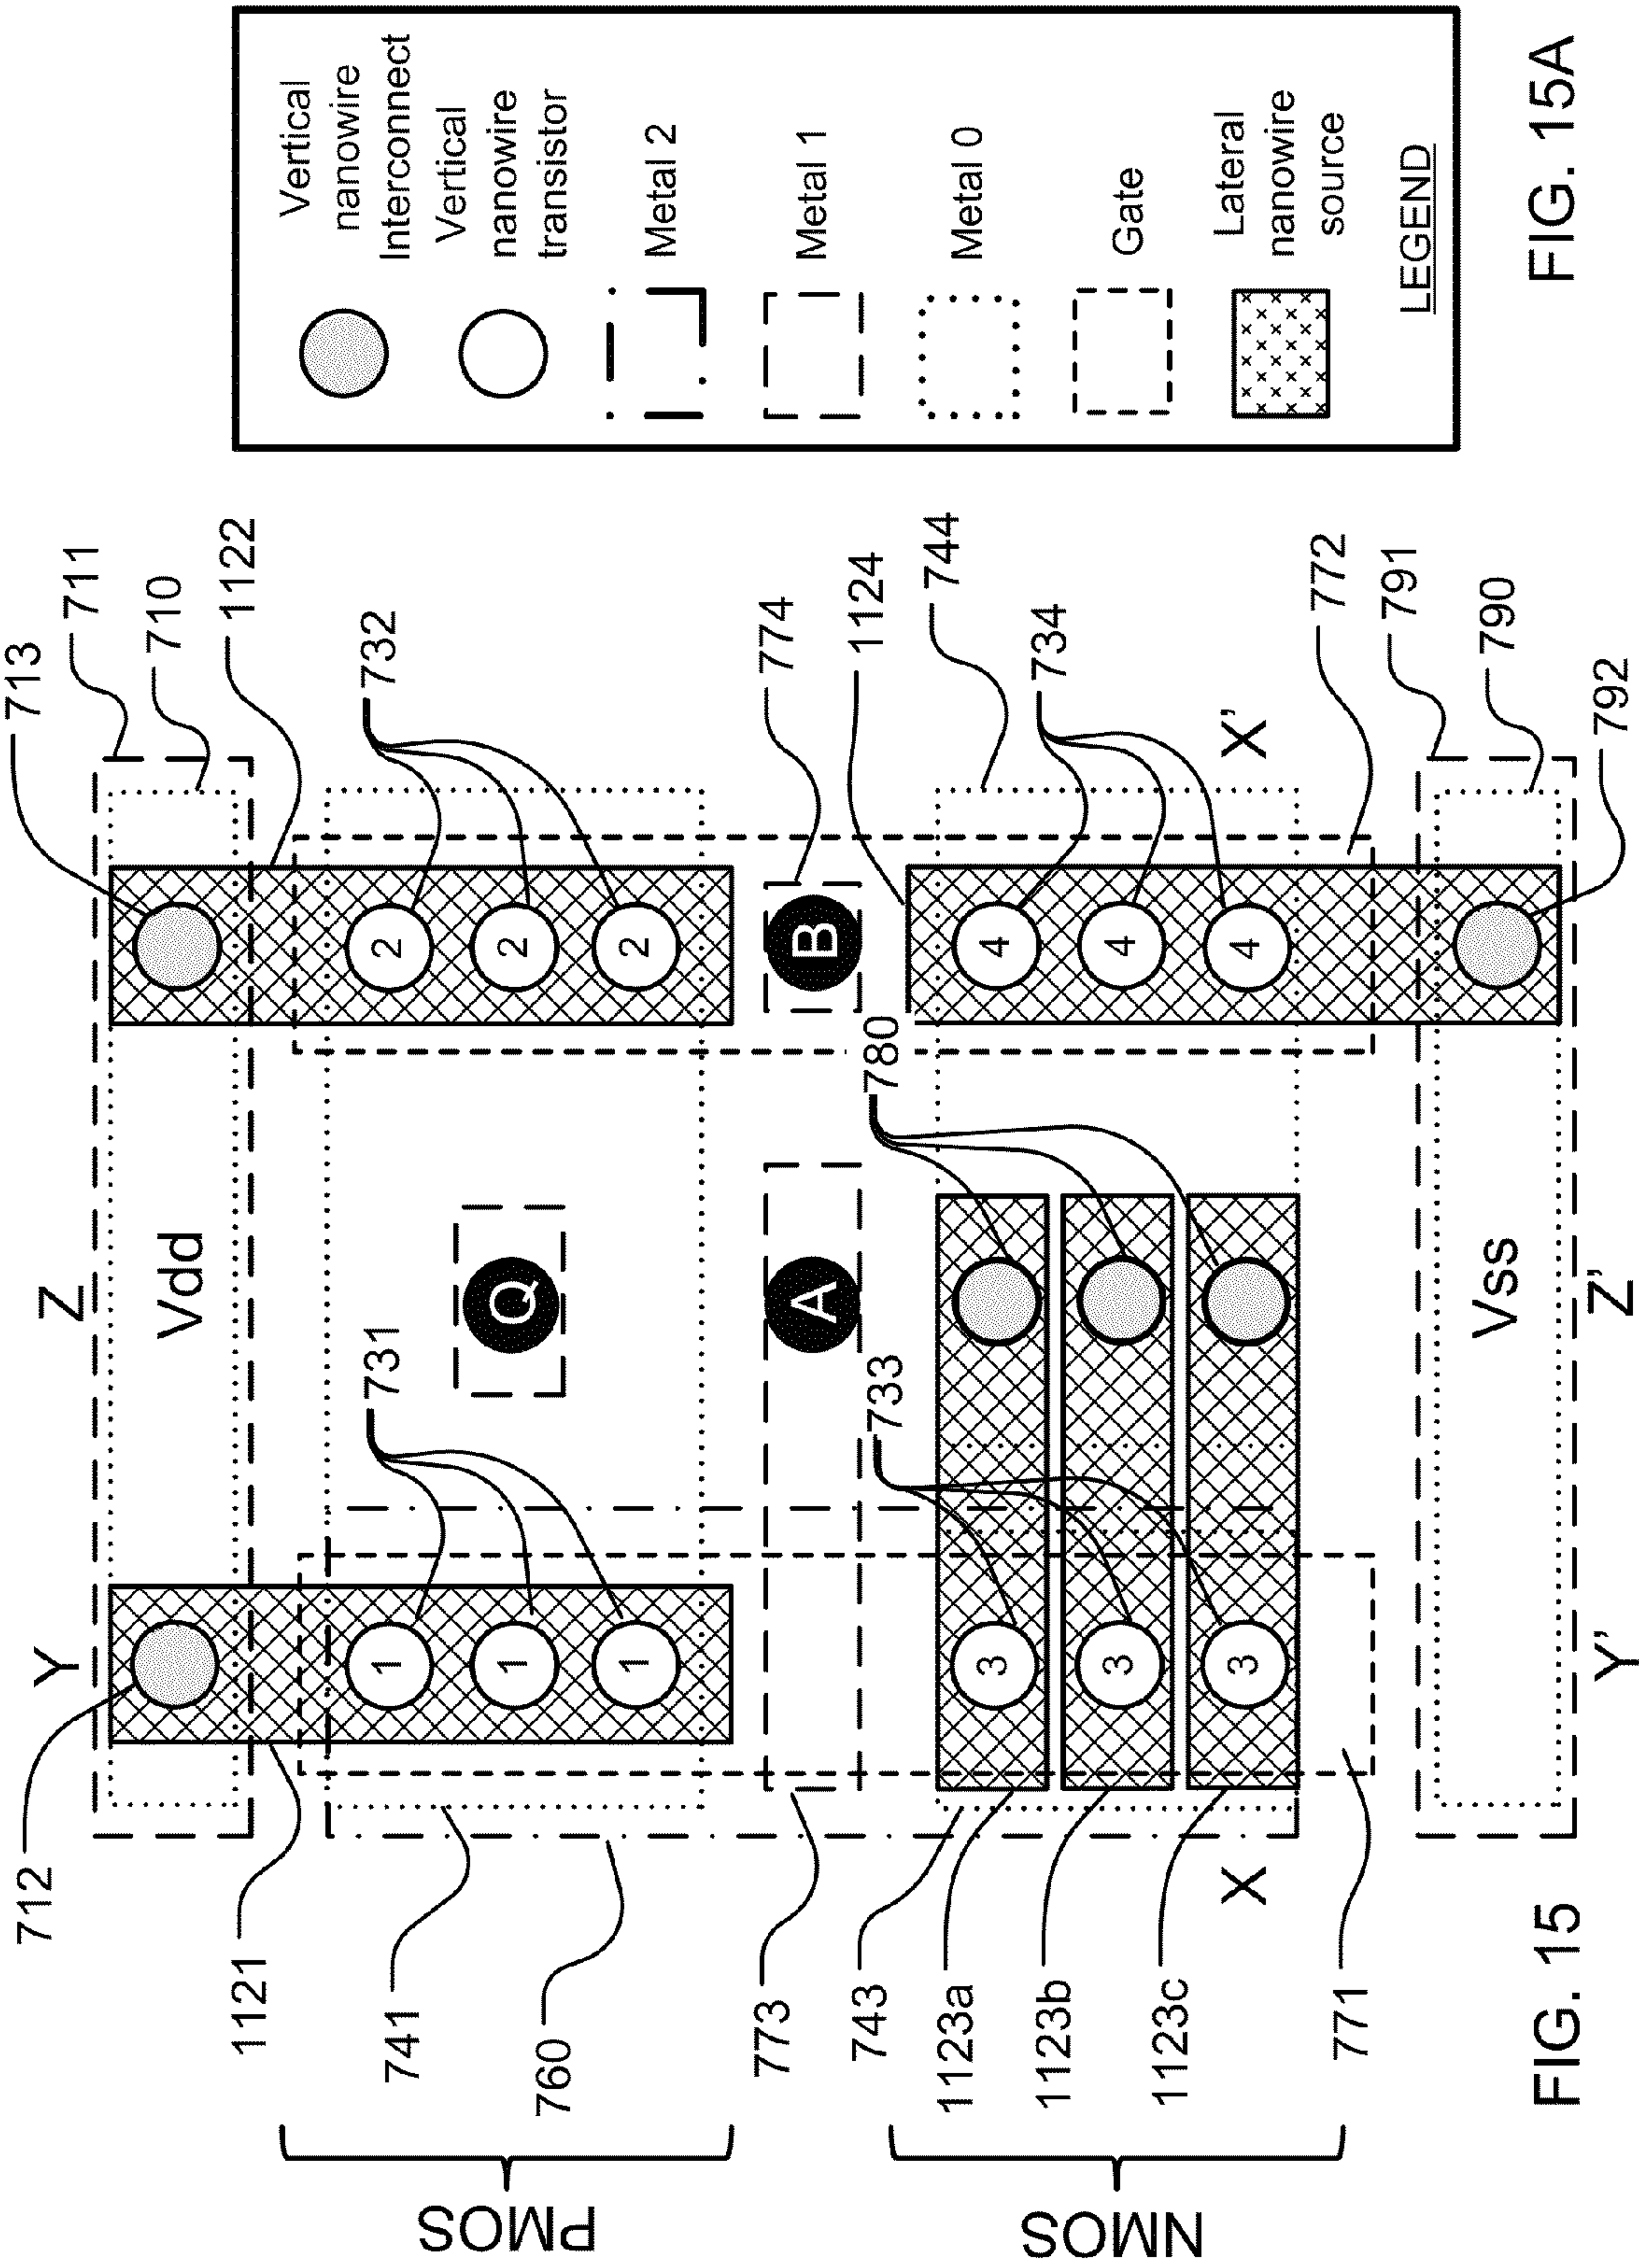 713
711
710
1122
732
774
1124
744
734
772
791
790
792
Z
Vdd
Y
712
1121
741
760
773
743
1123a
1123b
1123c
771
731
733
780
2
2
2
B
4
4
4
Q
A
1
1
1
3
3
3
X
X'
Vss
Z'
Y'
PMOS
NMOS
FIG. 15
Vertical
nanowire
Interconnect
Vertical
nanowire
transistor
Metal 2
Metal 1
Metal 0
Gate
Lateral
nanowire
source
LEGEND
FIG. 15A